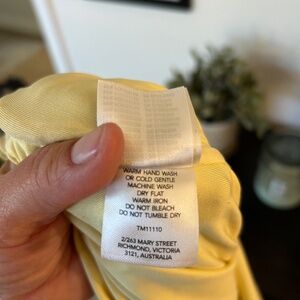 WARM HAND WASH
OR COLD GENTLE
MACHINE WASH
DRY FLAT
WARM IRON
DO NOT BLEACH
DO NOT TUMBLE DRY
TM11110
2/263 MARY STREET
RICHMOND, VICTORIA
3121, AUSTRALIA